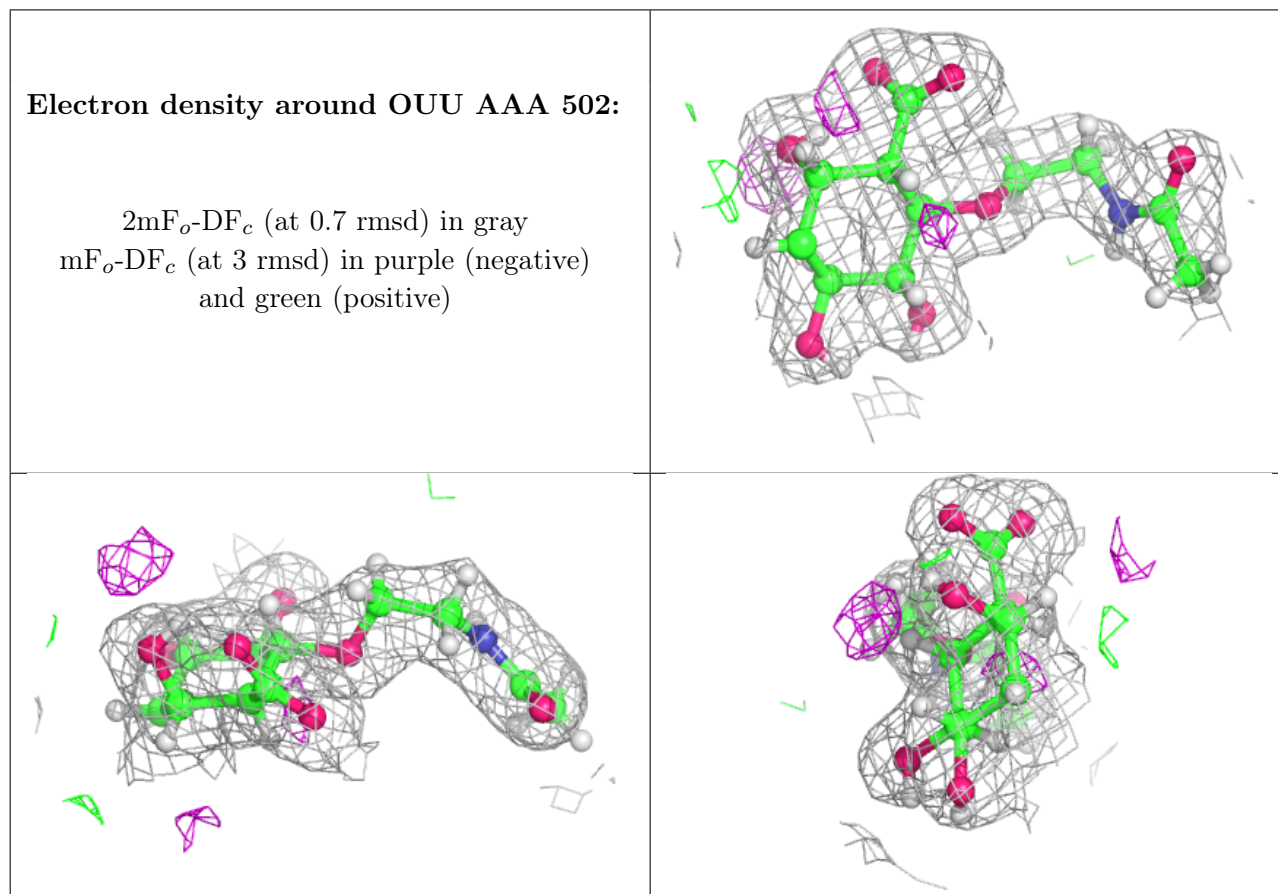 Electron density around OUU AAA 502:
2mFo-DFc (at 0.7 rmsd) in gray
mFo-DFc (at 3 rmsd) in purple (negative)
and green (positive)